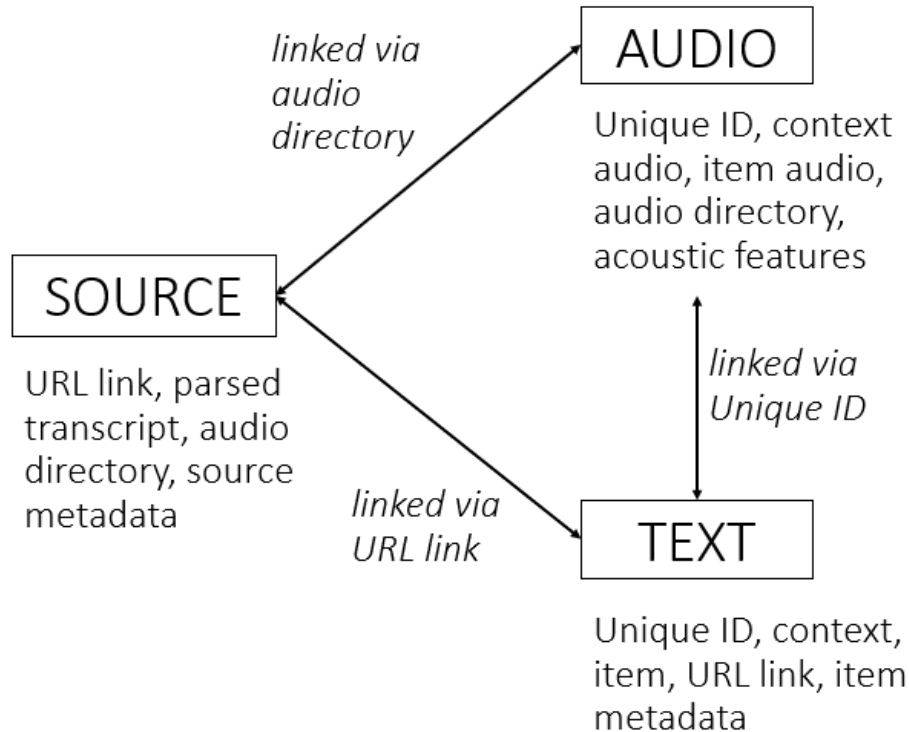 linked via
audio
directory
AUDIO
Unique ID, context
audio, item audio,
audio directory,
acoustic features
SOURCE
URL link, parsed
transcript, audio
directory, source
metadata
linked via
Unique ID
linked via
URL link
TEXT
Unique ID, context,
item, URL link, item
metadata